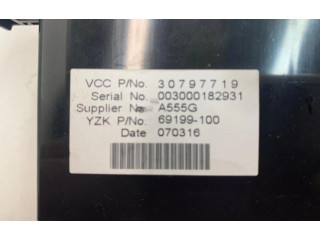 VCC P/No. 30797719
Serial No. 003000182931
Supplier No. A555G
YZK P/No. 69199-100
Date 070316